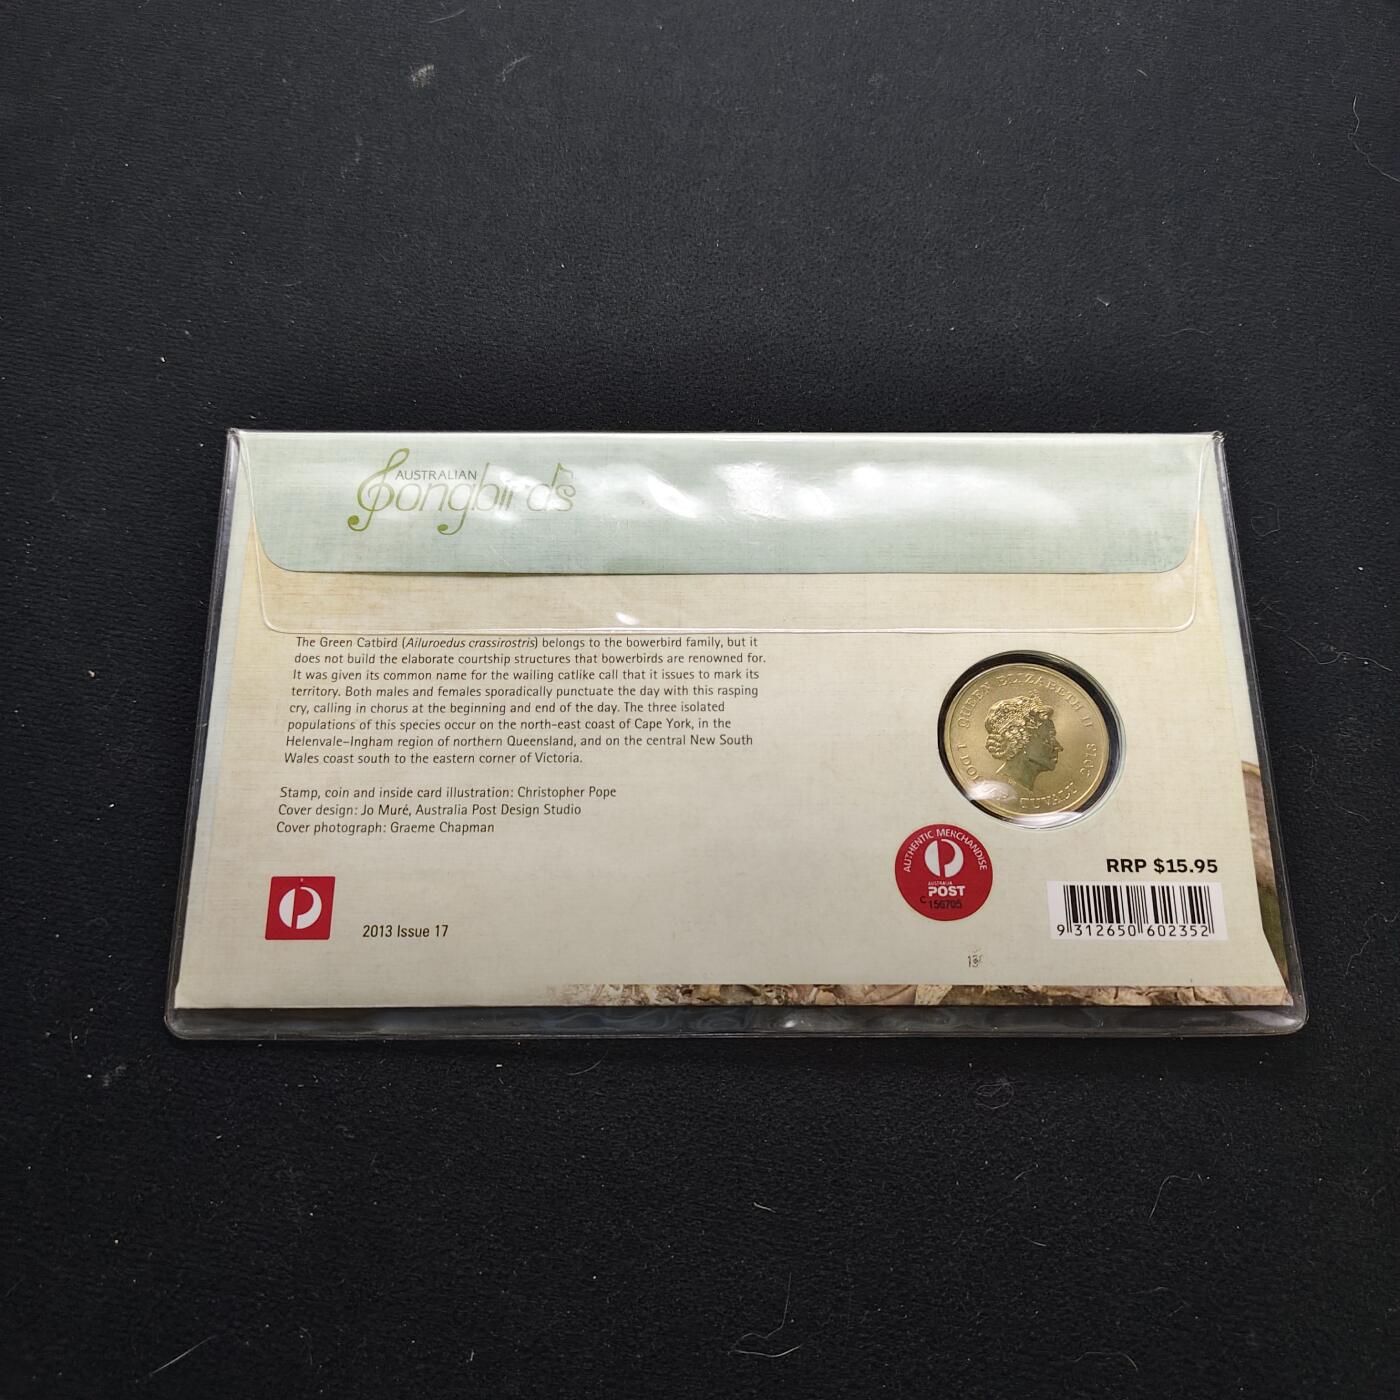 AUSTRALIAN
Songbirds
The Green Catbird (Ailuroedus crassirostris) belongs to the bowerbird family, but it
does not build the elaborate courtship structures that bowerbirds are renowned for.
It was given its common name for the wailing catlike call that it issues to mark its
territory. Both males and females sporadically punctuate the day with this rasping
cry, calling in chorus at the beginning and end of the day. The three isolated
populations of this species occur on the north-east coast of Cape York, in the
Helenvale–Ingham region of northern Queensland, and on the central New South
Wales coast south to the eastern corner of Victoria.
Stamp, coin and inside card illustration: Christopher Pope
Cover design: Jo Muré, Australia Post Design Studio
Cover photograph: Graeme Chapman
2013 Issue 17
QUEEN ELIZABETH II
1 TUVALU 2013
AUTHENTIC MERCHANDISE
AUSTRALIA
POST
C 156705
RRP $15.95
9 312650 602352